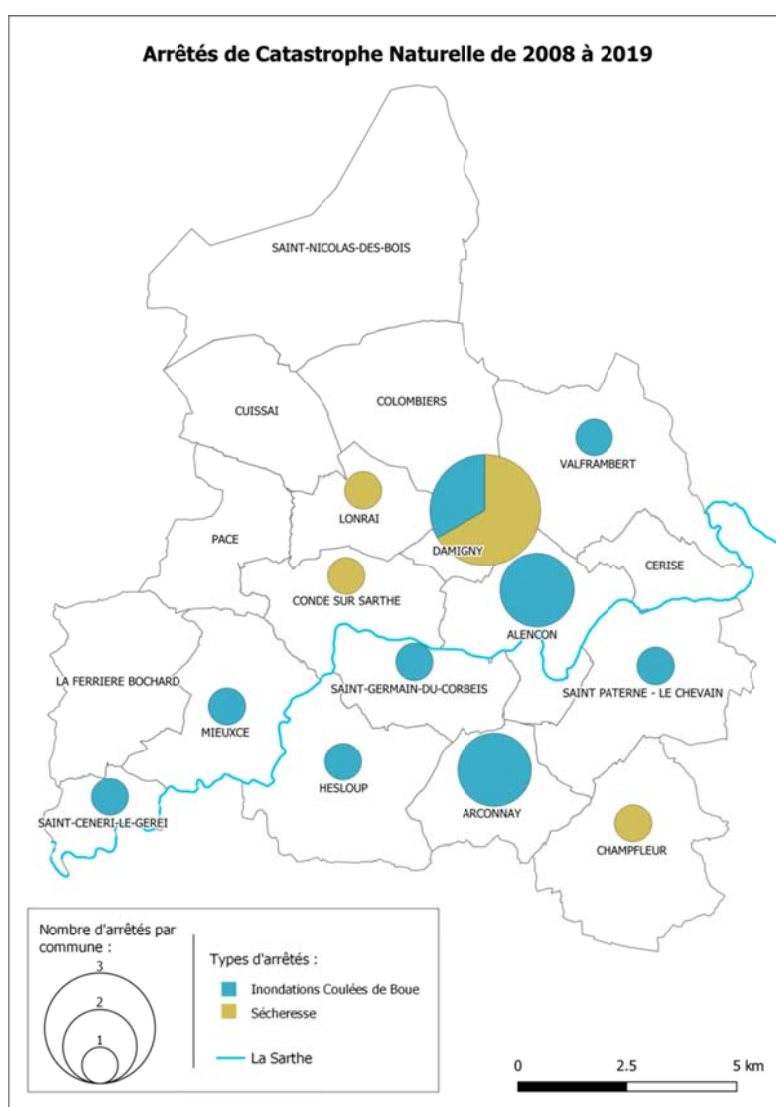 Arrêtés de Catastrophe Naturelle de 2008 à 2019
SAINT-NICOLAS-DES-BOIS
COLOMBIERS
CUISSAI
VALFRAMBERT
LONRAI
PACE
DAMIGNY
CERISE
CONDE SUR SARTHE
ALENCON
LA FERRIERE BOCHARD
SAINT-GERMAIN-DU-CORBEIS
SAINT PATERNE - LE CHEVAIN
MIEUXCE
HESLOUP
ARCONNAY
SAINT-CENERI-LE-GEREI
CHAMPFLEUR
Nombre d'arrêtés par
commune :
3
2
1
Types d'arrêtés :
Inondations Coulées de Boue
Sécheresse
La Sarthe
0 2.5 5 km